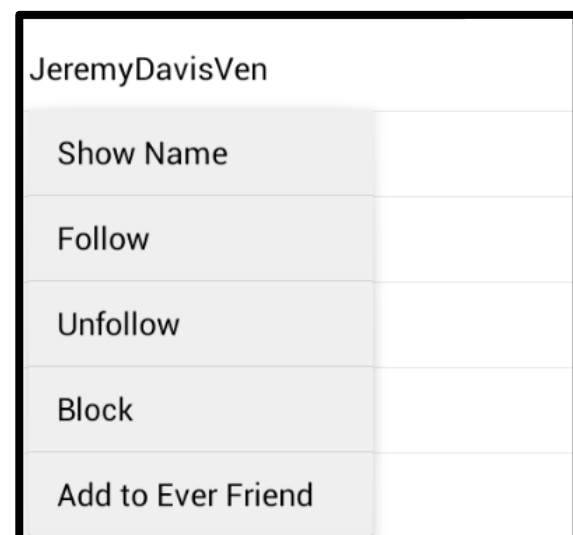 JeremyDavisVen
Show Name
Follow
Unfollow
Block
Add to Ever Friend